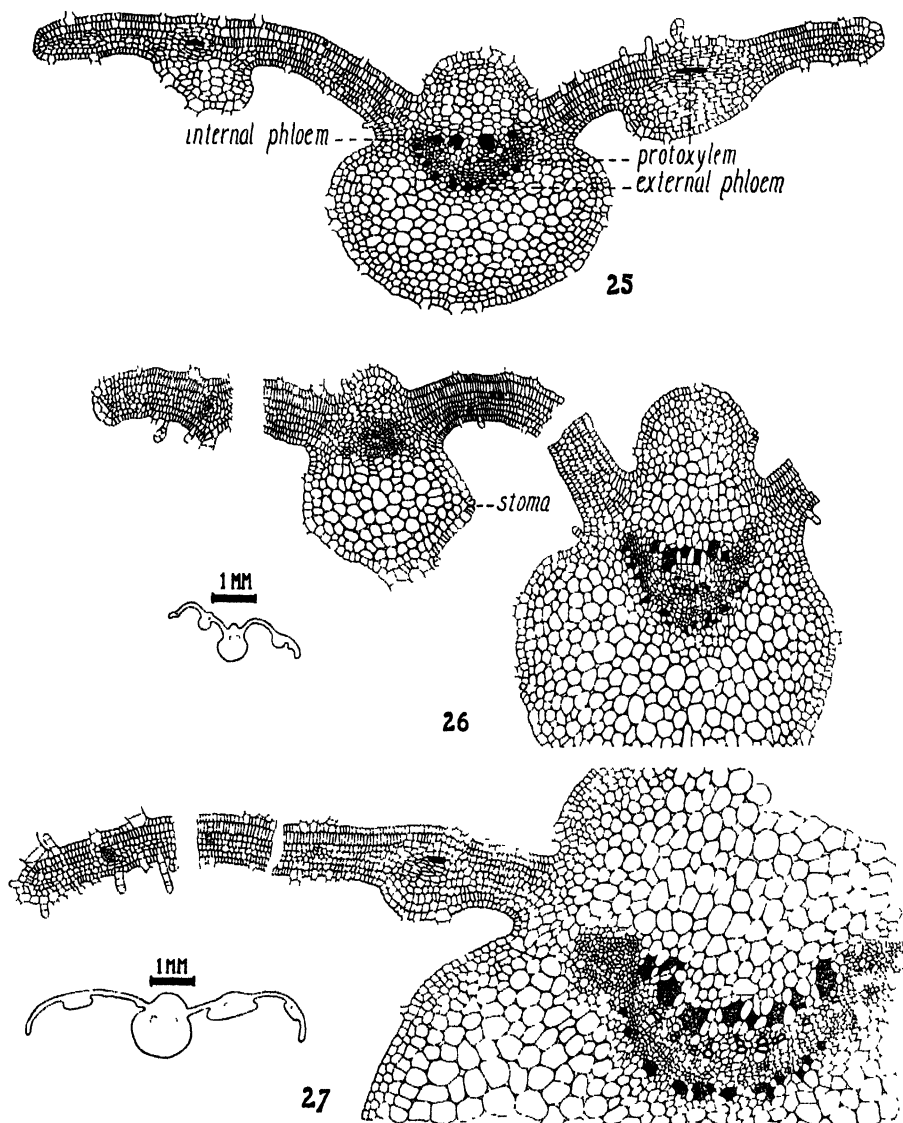 internal phloem
protoxylem
external phloem
25
stoma
1 MM
26
1 MM
27